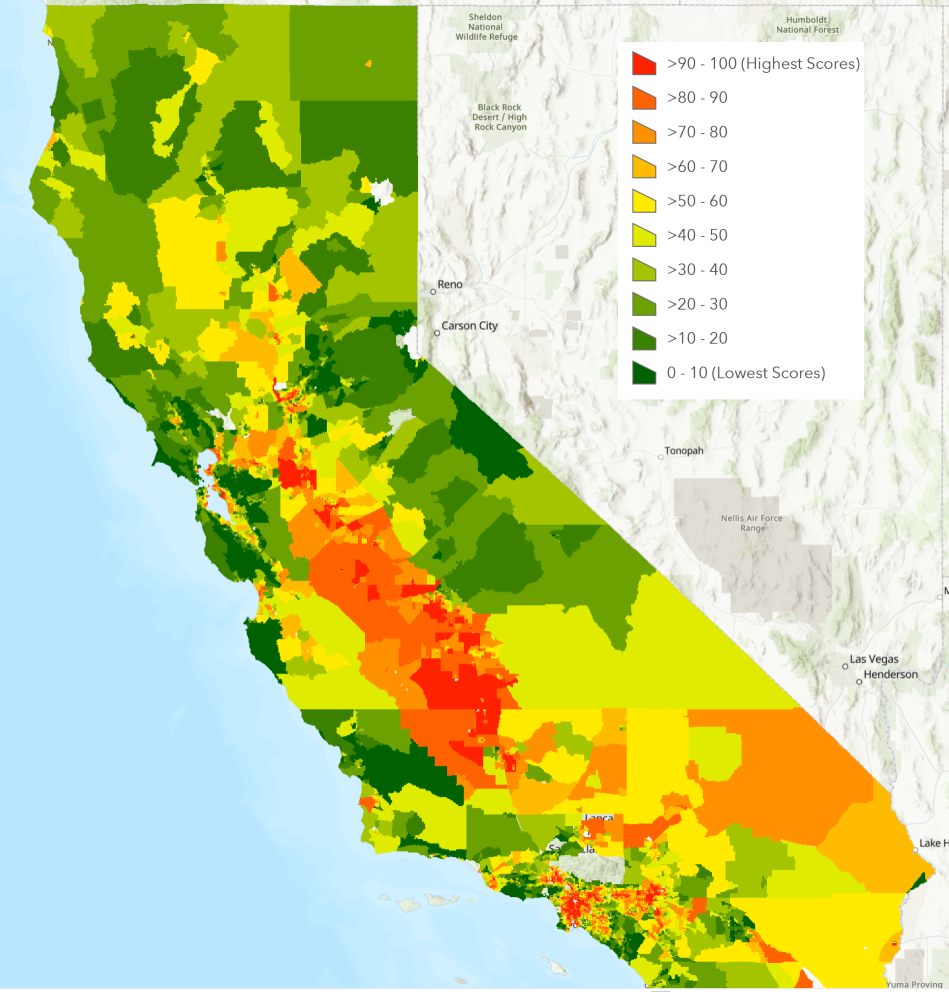 Sheldon
National
Wildlife Refuge
Humboldt
National Forest
>90 - 100 (Highest Scores)
>80 - 90
>70 - 80
>60 - 70
>50 - 60
>40 - 50
>30 - 40
>20 - 30
>10 - 20
0 - 10 (Lowest Scores)
Black Rock
Desert / High
Rock Canyon
Reno
Carson City
Tonopah
Nellis Air Force
Range
Las Vegas
Henderson
Lake H
Lanca
Yuma Proving